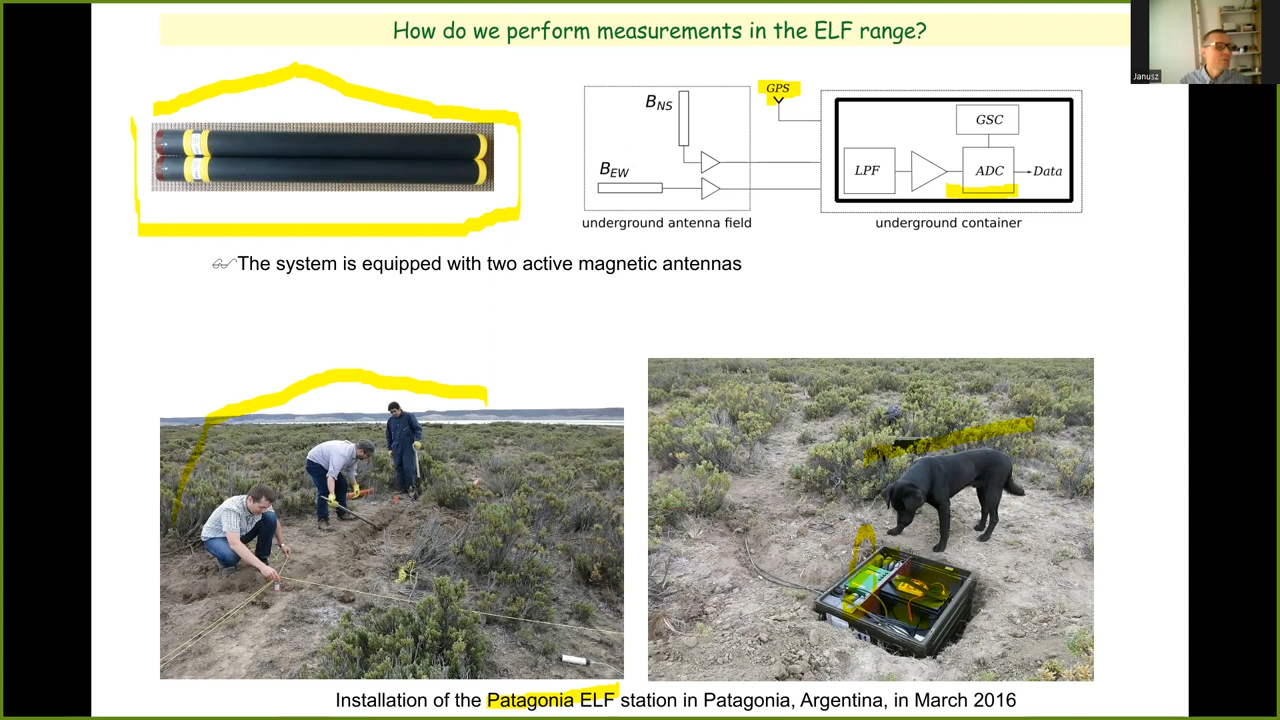 How do we perform measurements in the ELF range?
Janusz
B_NS
GPS
GSC
B_EW
LPF
ADC
Data
underground antenna field
underground container
The system is equipped with two active magnetic antennas
Installation of the Patagonia ELF station in Patagonia, Argentina, in March 2016